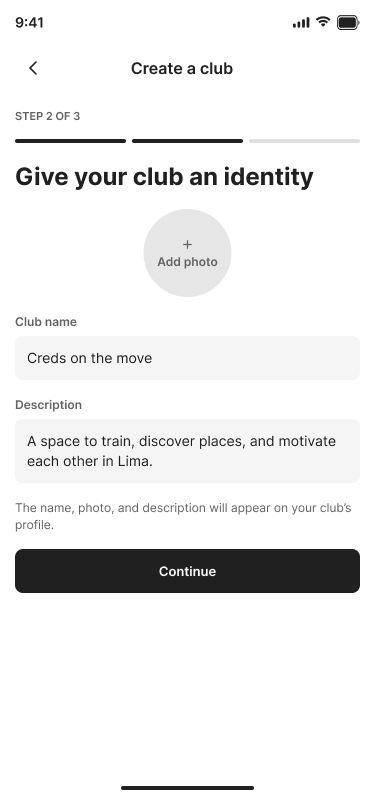 9:41
Create a club
STEP 2 OF 3
Give your club an identity
+
Add photo
Club name
Creds on the move
Description
A space to train, discover places, and motivate
each other in Lima.
The name, photo, and description will appear on your club's
profile.
Continue